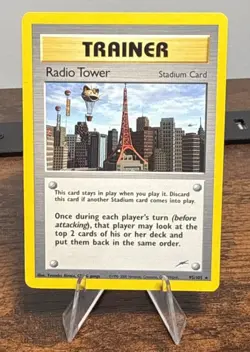 TRAINER
Radio Tower
Stadium Card
This card stays in play when you play it. Discard
this card if another Stadium card comes into play.
Once during each player's turn (before
attacking), that player may look at the
top 2 cards of his or her deck and
put them back in the same order.
95/105